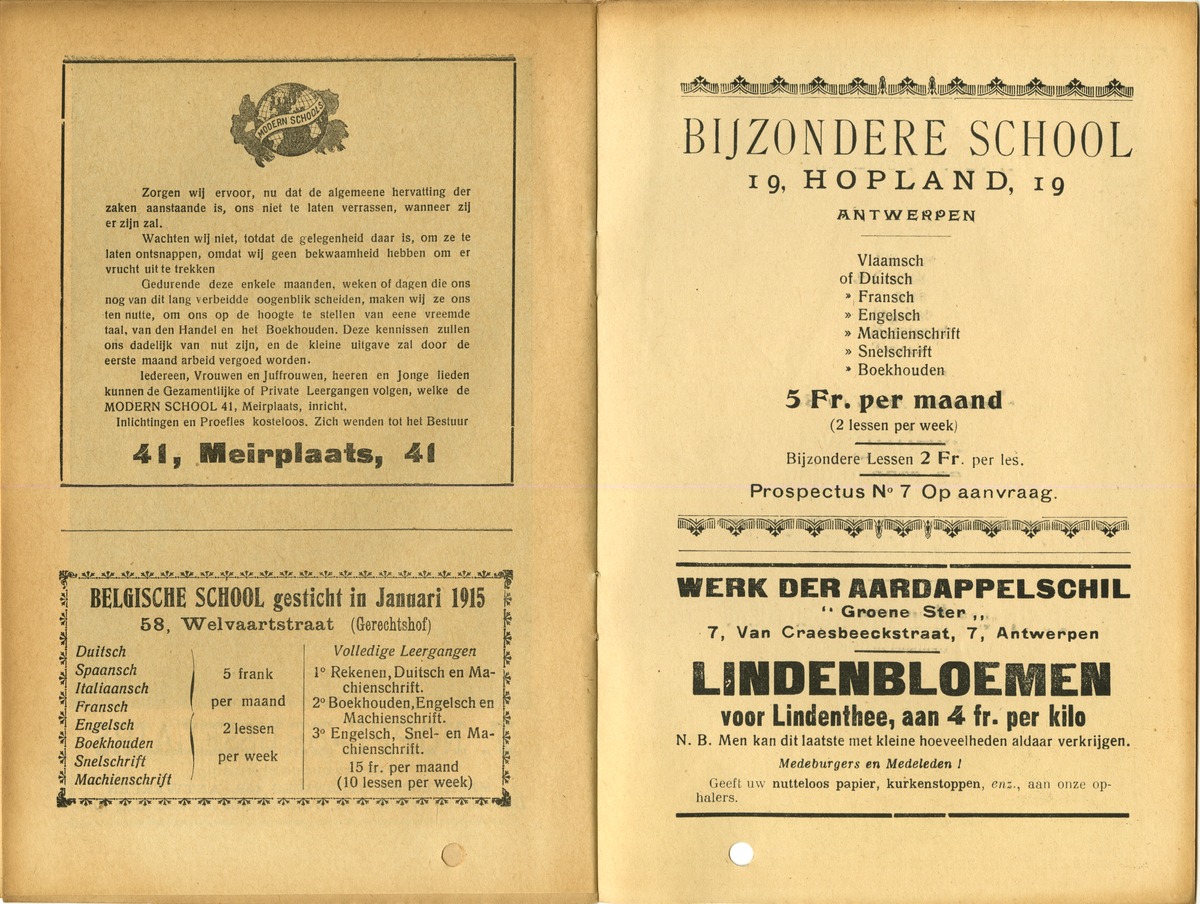 MODERN SCHOOLS
Zorgen wij ervoor, nu dat de algemeene hervatting der
zaken aanstaande is, ons niet te laten verrassen, wanneer zij
er zijn zal.
Wachten wij niet, totdat de gelegenheid daar is, om ze te
laten ontsnappen, omdat wij geen bekwaamheid hebben om er
vrucht uit te trekken
Gedurende deze enkele maanden, weken of dagen die ons
nog van dit lang verbeidde oogenblik scheiden, maken wij ze ons
ten nutte, om ons op de hoogte te stellen van eene vreemde
taal, van den Handel en het Boekhouden. Deze kennissen zullen
ons dadelijk van nut zijn, en de kleine uitgave zal door de
eerste maand arbeid vergoed worden.
Iedereen, Vrouwen en Juffrouwen, heeren en Jonge lieden
kunnen de Gezamentlijke of Private Leergangen volgen, welke de
MODERN SCHOOL 41, Meirplaats, inricht,
Inlichtingen en Proefles kosteloos. Zich wenden tot het Bestuur
41, Meirplaats, 41
BELGISCHE SCHOOL gesticht in Januari 1915
58, Welvaartstraat (Gerechtshof)
Duitsch
Spaansch
Italiaansch
Fransch
Engelsch
Boekhouden
Snelschrift
Machienschrift
5 frank
per maand
2 lessen
per week
Volledige Leergangen
1º Rekenen, Duitsch en Ma-
chienschrift.
2º Boekhouden, Engelsch en
Machienschrift.
3º Engelsch, Snel- en Ma-
chienschrift.
15 fr. per maand
(10 lessen per week)
BIJZONDERE SCHOOL
19, HOPLAND, 19
ANTWERPEN
Vlaamsch
of Duitsch
» Fransch
» Engelsch
» Machienschrift
» Snelschrift
» Boekhouden
5 Fr. per maand
(2 lessen per week)
Bijzondere Lessen 2 Fr. per les.
Prospectus Nº 7 Op aanvraag.
WERK DER AARDAPPELSCHIL
‘‘ Groene Ster ,,
7, Van Craesbeeckstraat, 7, Antwerpen
LINDENBLOEMEN
voor Lindenthee, aan 4 fr. per kilo
N. B. Men kan dit laatste met kleine hoeveelheden aldaar verkrijgen.
Medeburgers en Medeleden !
Geeft uw nutteloos papier, kurkenstoppen, enz., aan onze op-
halers.